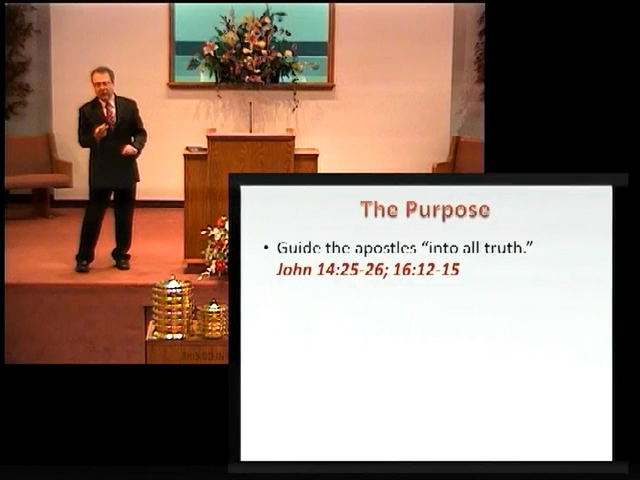 The Purpose
• Guide the apostles “into all truth.”
John 14:25-26; 16:12-15